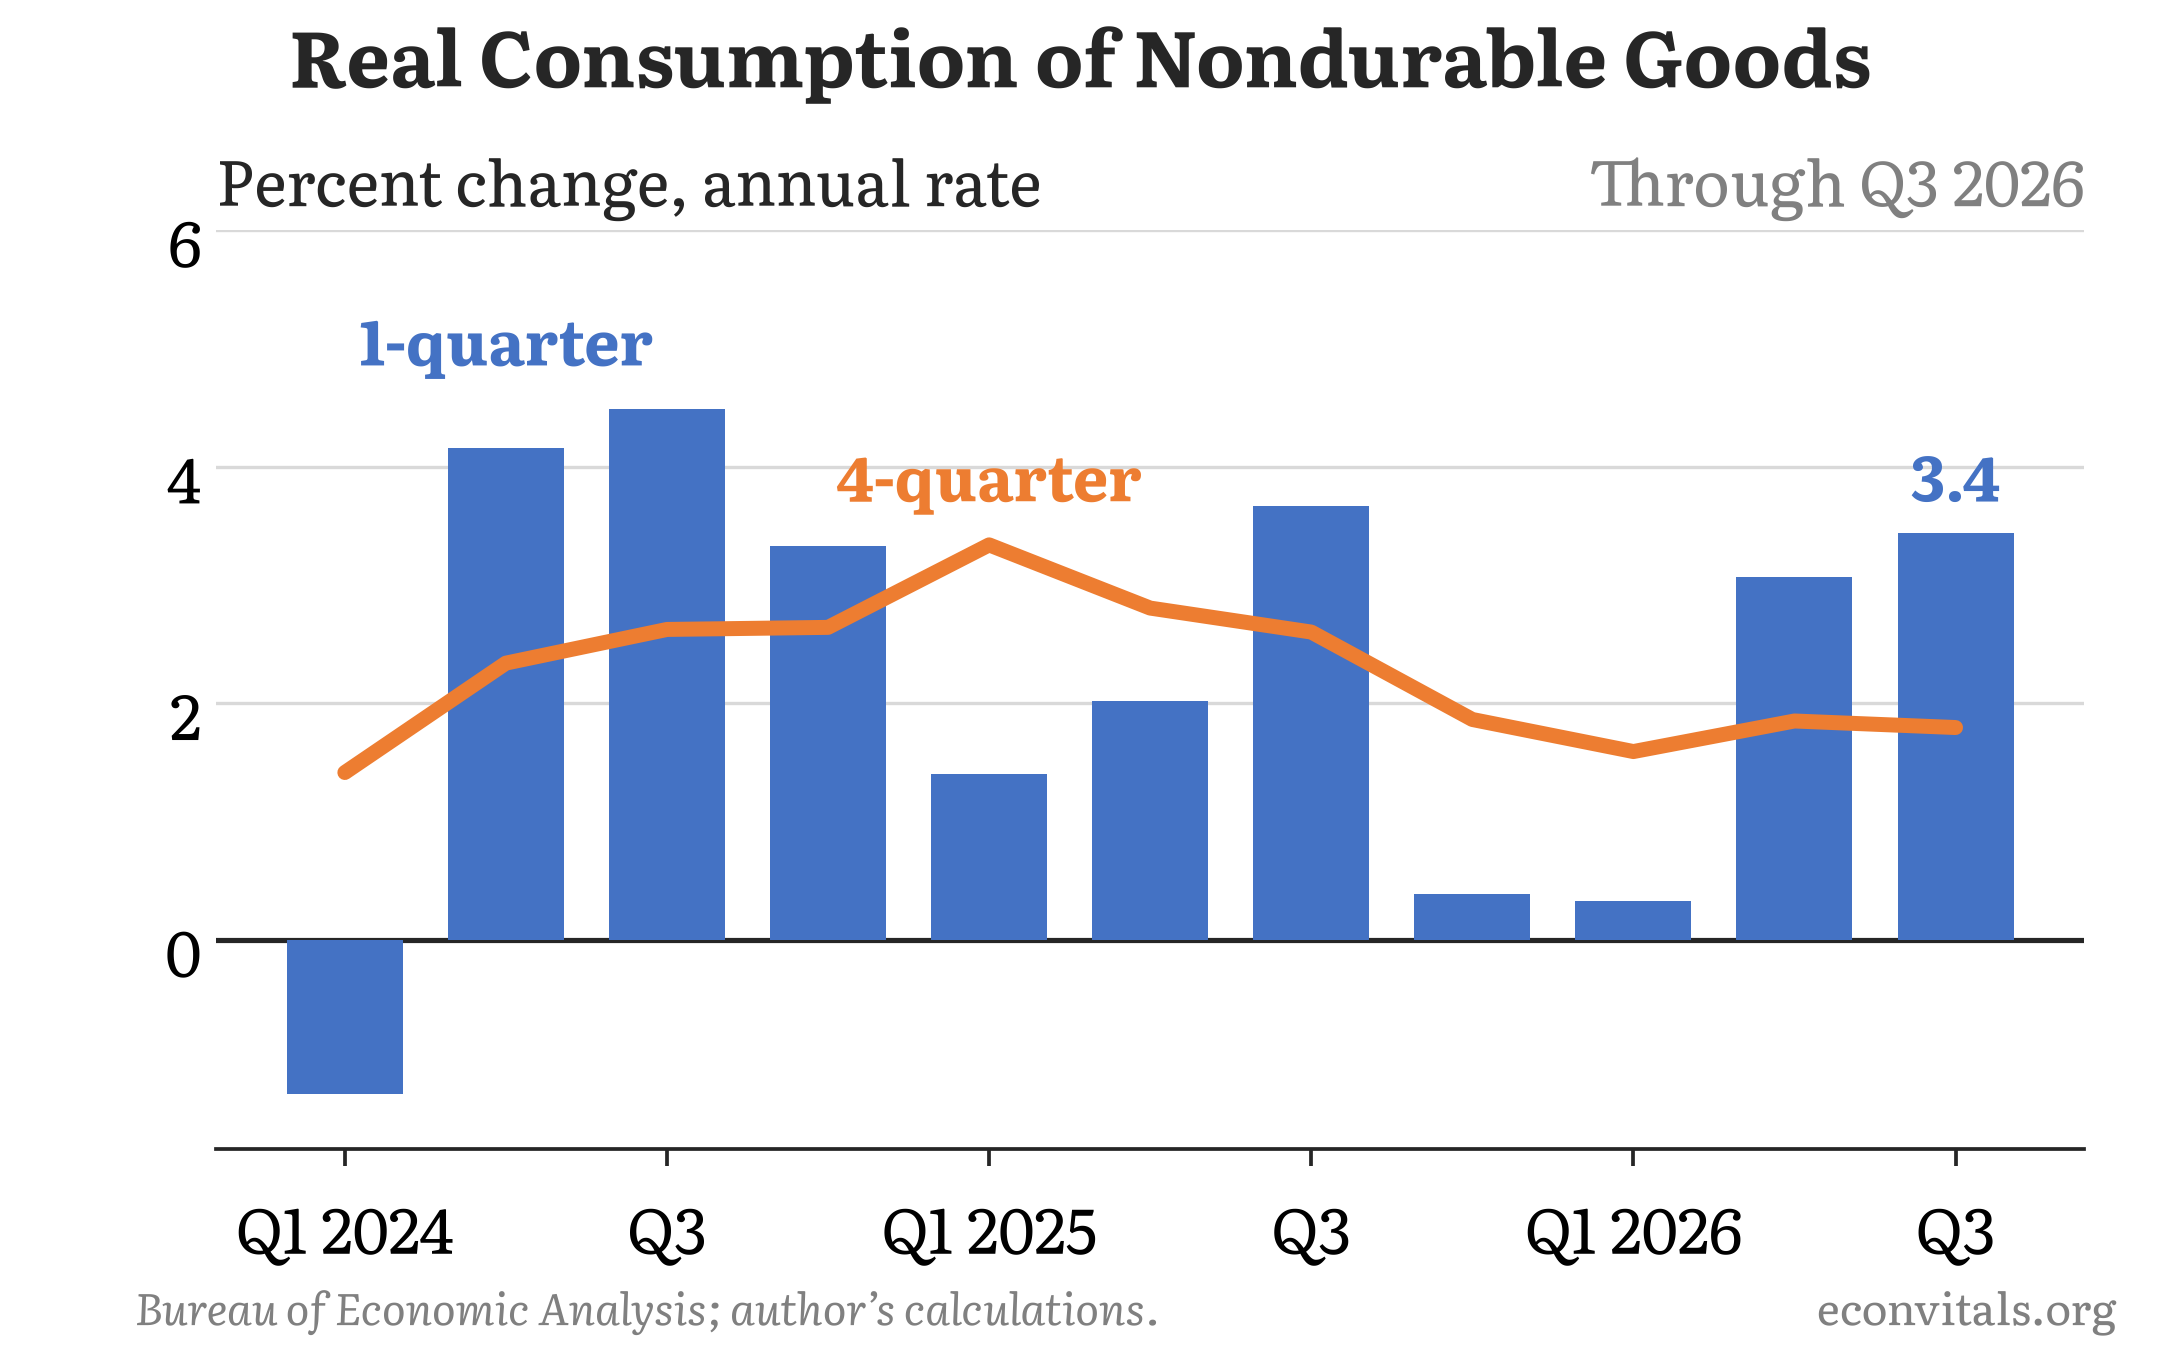 Real Consumption of Nondurable Goods
Percent change, annual rate
Through Q3 2026
6
1-quarter
4
4-quarter
3.4
2
0
Q1 2024 Q3 Q1 2025 Q3 Q1 2026 Q3
Bureau of Economic Analysis; author’s calculations.
econvitals.org